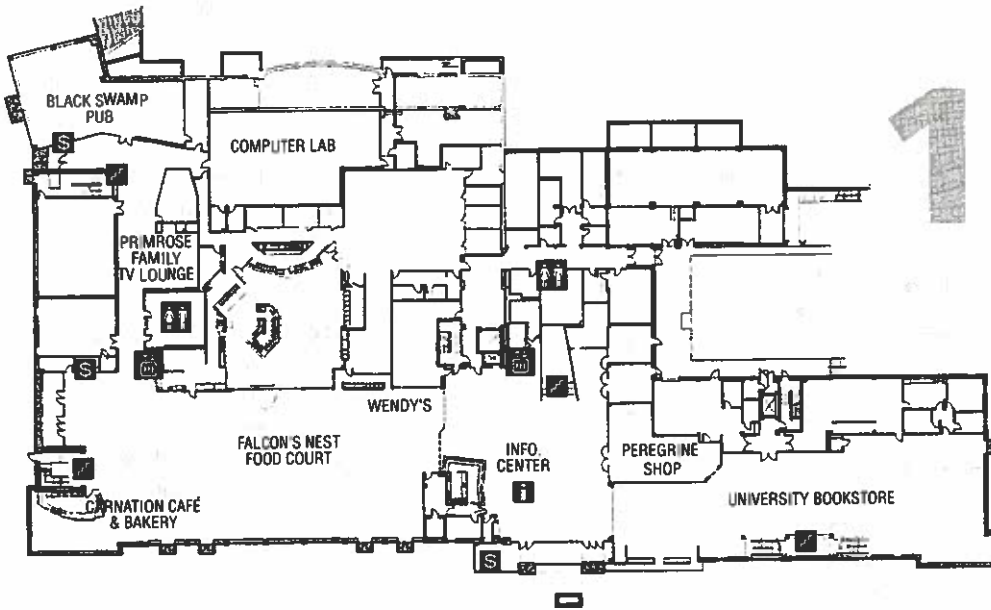 1
BLACK SWAMP
PUB
S
COMPUTER LAB
PRIMROSE
FAMILY
TV LOUNGE
S
WENDY'S
FALCON'S NEST
FOOD COURT
INFO.
CENTER
i
PEREGRINE
SHOP
UNIVERSITY BOOKSTORE
CARNATION CAFÉ
& BAKERY
S